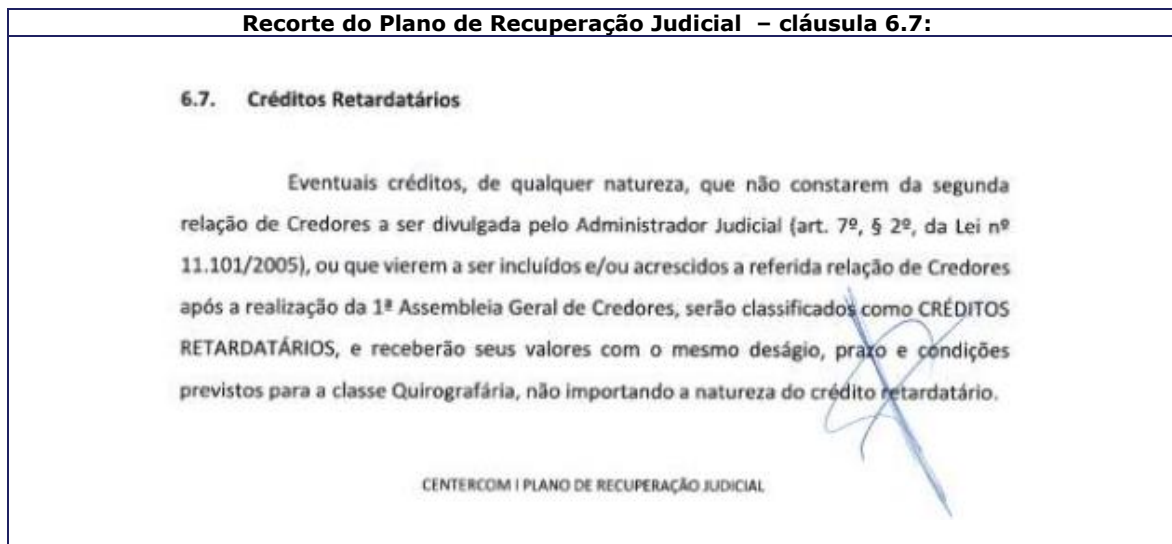 Recorte do Plano de Recuperação Judicial – cláusula 6.7:
6.7. Créditos Retardatários
Eventuais créditos, de qualquer natureza, que não constarem da segunda
relação de Credores a ser divulgada pelo Administrador Judicial (art. 7º, § 2º, da Lei nº
11.101/2005), ou que vierem a ser incluídos e/ou acrescidos a referida relação de Credores
após a realização da 1ª Assembleia Geral de Credores, serão classificados como CRÉDITOS
RETARDATÁRIOS, e receberão seus valores com o mesmo deságio, prazo e condições
previstos para a classe Quirografária, não importando a natureza do crédito retardatário.
CENTERCOM I PLANO DE RECUPERAÇÃO JUDICIAL